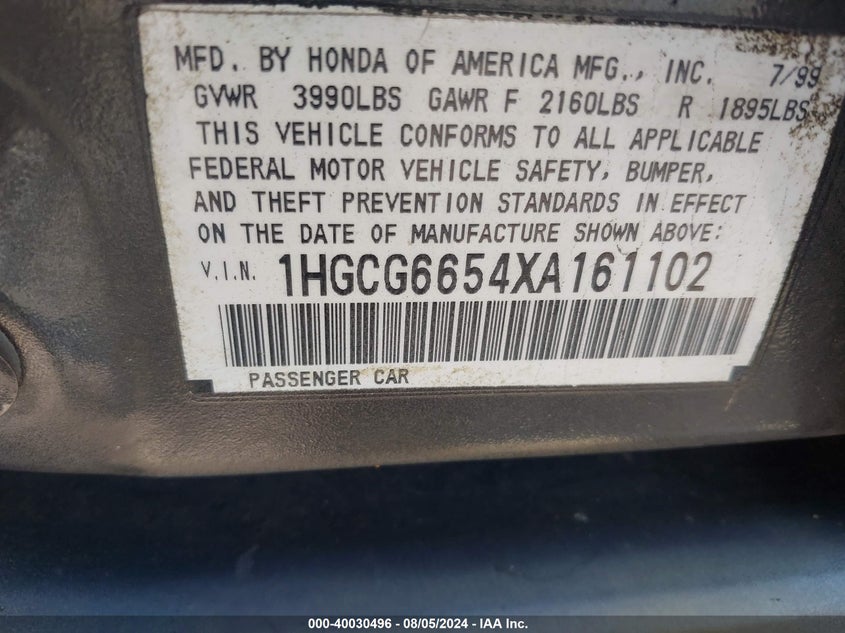 MFD. BY HONDA OF AMERICA MFG., INC. 7/99
GVWR 3990LBS GAWR F 2160LBS R 1895LBS
THIS VEHICLE CONFORMS TO ALL APPLICABLE
FEDERAL MOTOR VEHICLE SAFETY, BUMPER,
AND THEFT PREVENTION STANDARDS IN EFFECT
ON THE DATE OF MANUFACTURE SHOWN ABOVE:
V.I.N. 1HGCG6654XA161102
PASSENGER CAR
000-40030496 - 08/05/2024 - IAA Inc.